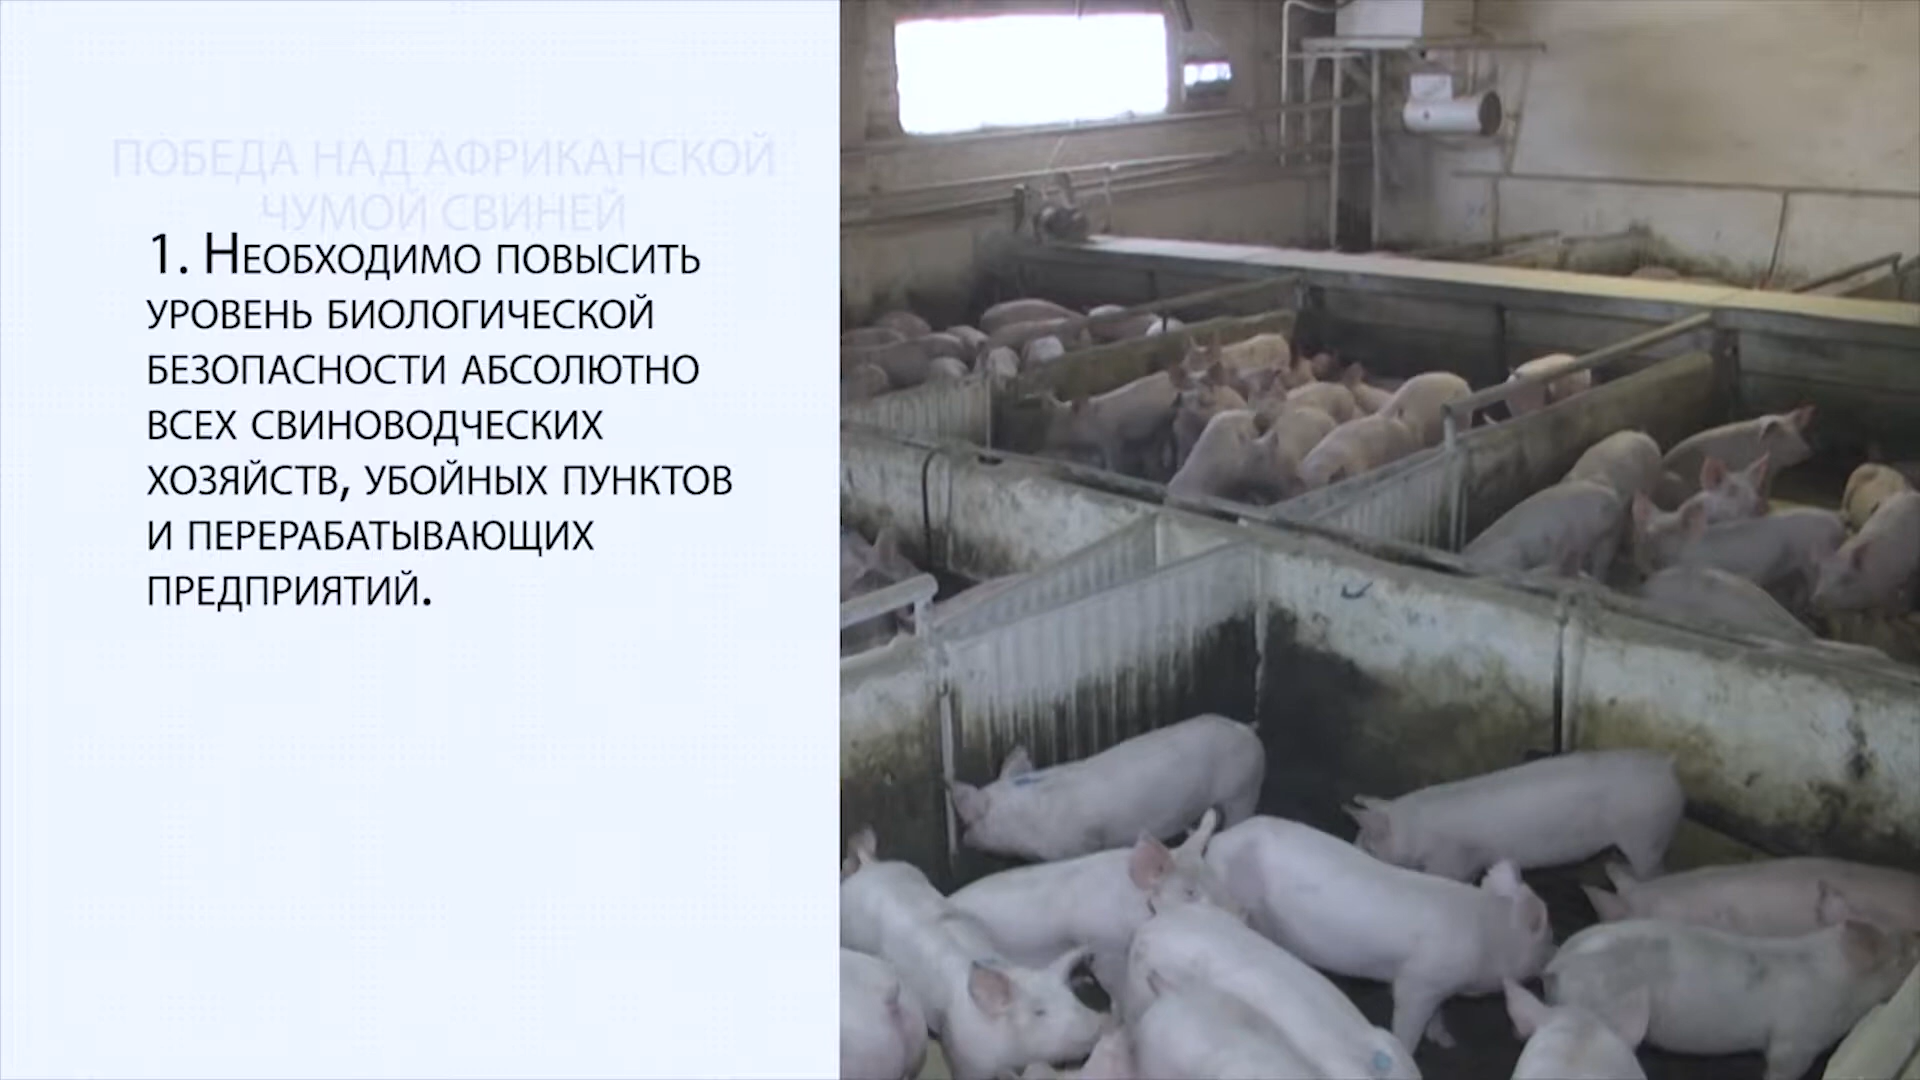 ПОБЕДА НАД АФРИКАНСКОЙ
ЧУМОЙ СВИНЕЙ
1. Необходимо повысить
уровень биологической
безопасности абсолютно
всех свиноводческих
хозяйств, убойных пунктов
и перерабатывающих
предприятий.